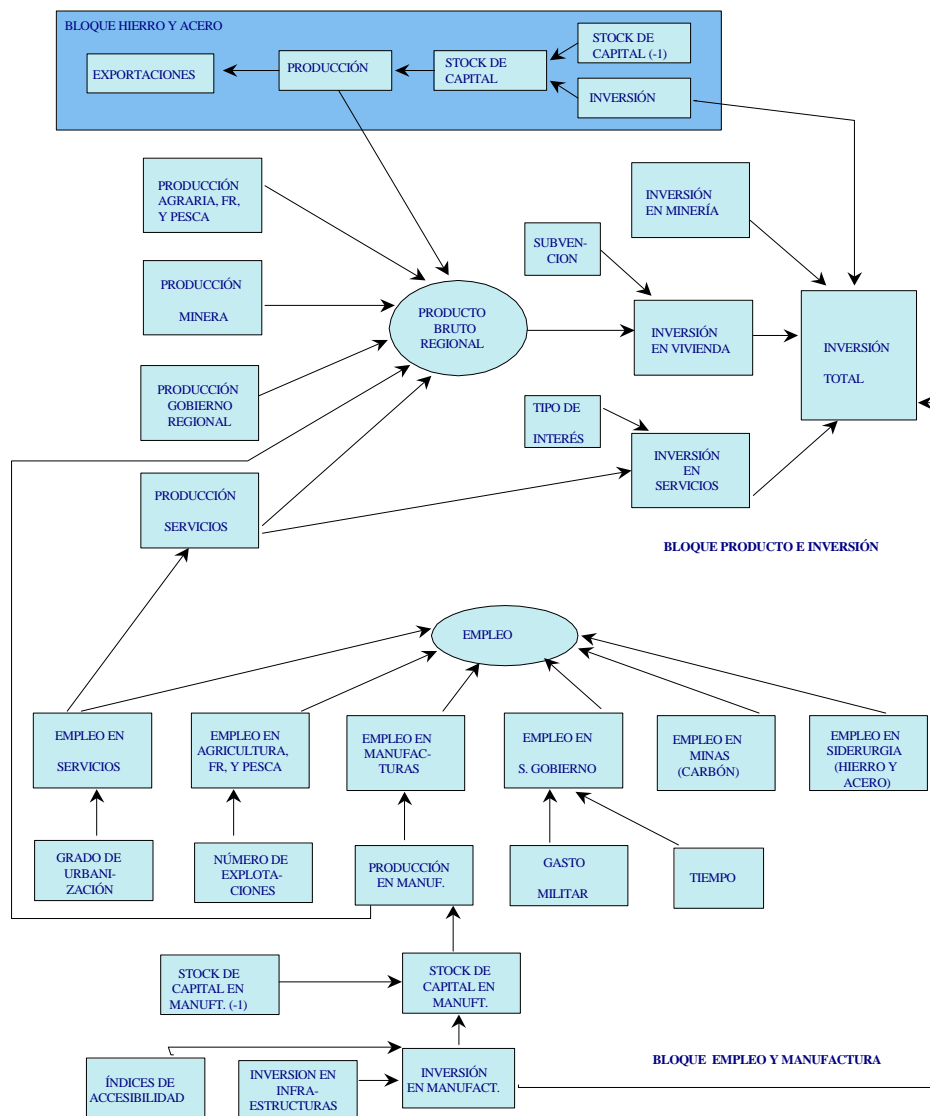 BLOQUE HIERRO Y ACERO
STOCK DE
CAPITAL (-1)
EXPORTACIONES
PRODUCCIÓN
STOCK DE
CAPITAL
INVERSIÓN
PRODUCCIÓN
AGRARIA, FR,
Y PESCA
INVERSIÓN
EN MINERÍA
SUBVEN-
CION
PRODUCCIÓN
MINERA
PRODUCTO
BRUTO
REGIONAL
INVERSIÓN
EN VIVIENDA
INVERSIÓN
TOTAL
PRODUCCIÓN
GOBIERNO
REGIONAL
TIPO DE
INTERÉS
INVERSIÓN
EN
SERVICIOS
PRODUCCIÓN
SERVICIOS
BLOQUE PRODUCTO E INVERSIÓN
EMPLEO
EMPLEO EN
SERVICIOS
EMPLEO EN
AGRICULTURA,
FR, Y PESCA
EMPLEO EN
MANUFAC-
TURAS
EMPLEO EN
S. GOBIERNO
EMPLEO EN
MINAS
(CARBÓN)
EMPLEO EN
SIDERURGIA
(HIERRO Y
ACERO)
GRADO DE
URBANI-
ZACIÓN
NÚMERO DE
EXPLOTA-
CIONES
PRODUCCIÓN
EN MANUF.
GASTO
MILITAR
TIEMPO
STOCK DE
CAPITAL EN
MANUFT. (-1)
STOCK DE
CAPITAL EN
MANUFT.
BLOQUE EMPLEO Y MANUFACTURA
ÍNDICES DE
ACCESIBILIDAD
INVERSION EN
INFRA-
ESTRUCTURAS
INVERSIÓN
EN MANUFACT.